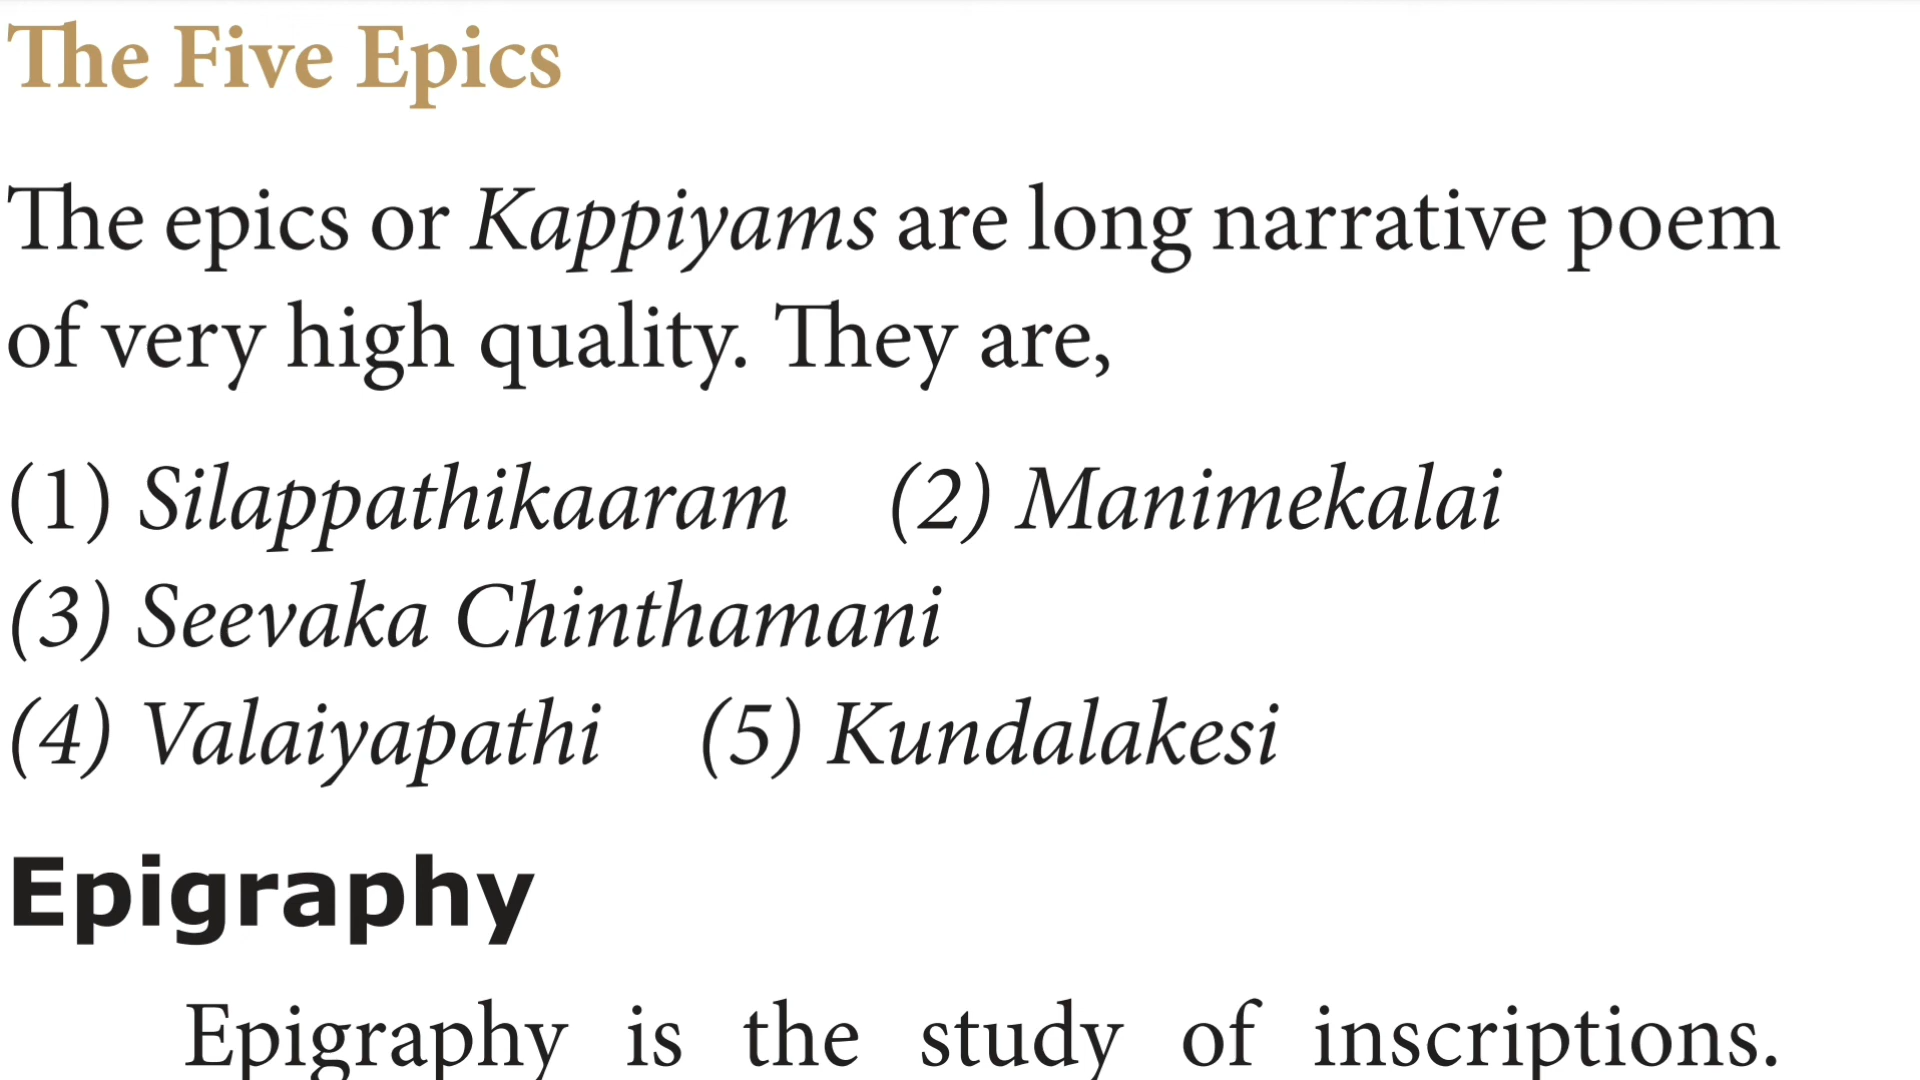 The Five Epics
The epics or Kappiyams are long narrative poem
of very high quality. They are,
(1) Silappathikaaram (2) Manimekalai
(3) Seevaka Chinthamani
(4) Valaiyapathi (5) Kundalakesi
Epigraphy
Epigraphy is the study of inscriptions.